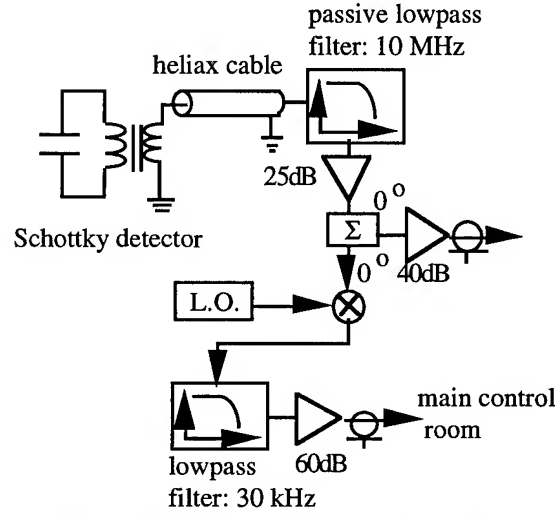 passive lowpass
filter: 10 MHz
heliax cable
25dB
0°
Schottky detector
Σ
0°
40dB
L.O.
main control
room
60dB
lowpass
filter: 30 kHz